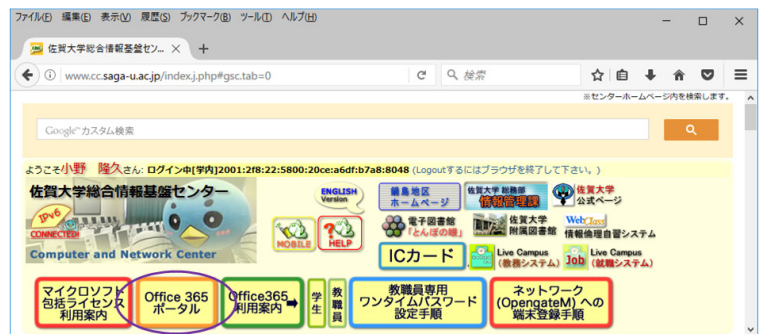 ファイル(F) 編集(E) 表示(V) 履歴(S) ブックマーク(B) ツール(T) ヘルプ(H)
佐賀大学総合情報基盤セン...
www.cc.saga-u.ac.jp/index.j.php#gsc.tab=0
検索
※センターホームページ内を検索します。
Google™ カスタム検索
ようこそ小野 隆久さん: ログイン中[学内]2001:2f8:22:5800:20ce:a6df:b7a8:8048 (Logoutするにはブラウザを終了して下さい。)
佐賀大学総合情報基盤センター
IPv6
CONNECTED!
Computer and Network Center
ENGLISH
Version
MOBILE
HELP
鍋島地区
ホームページ
佐賀大学 総務部
情報管理課
佐賀大学
公式ページ
電子図書館
「とんぼの眼」
佐賀大学
附属図書館
WebClass
情報倫理自習システム
ICカード
Live Campus
(教務システム)
Job
Live Campus
(就職システム)
マイクロソフト
包括ライセンス
利用案内
Office 365
ポータル
Office365
利用案内➡
学生
教職員
教職員専用
ワンタイムパスワード
設定手順
ネットワーク
(OpengateM) への
端末登録手順